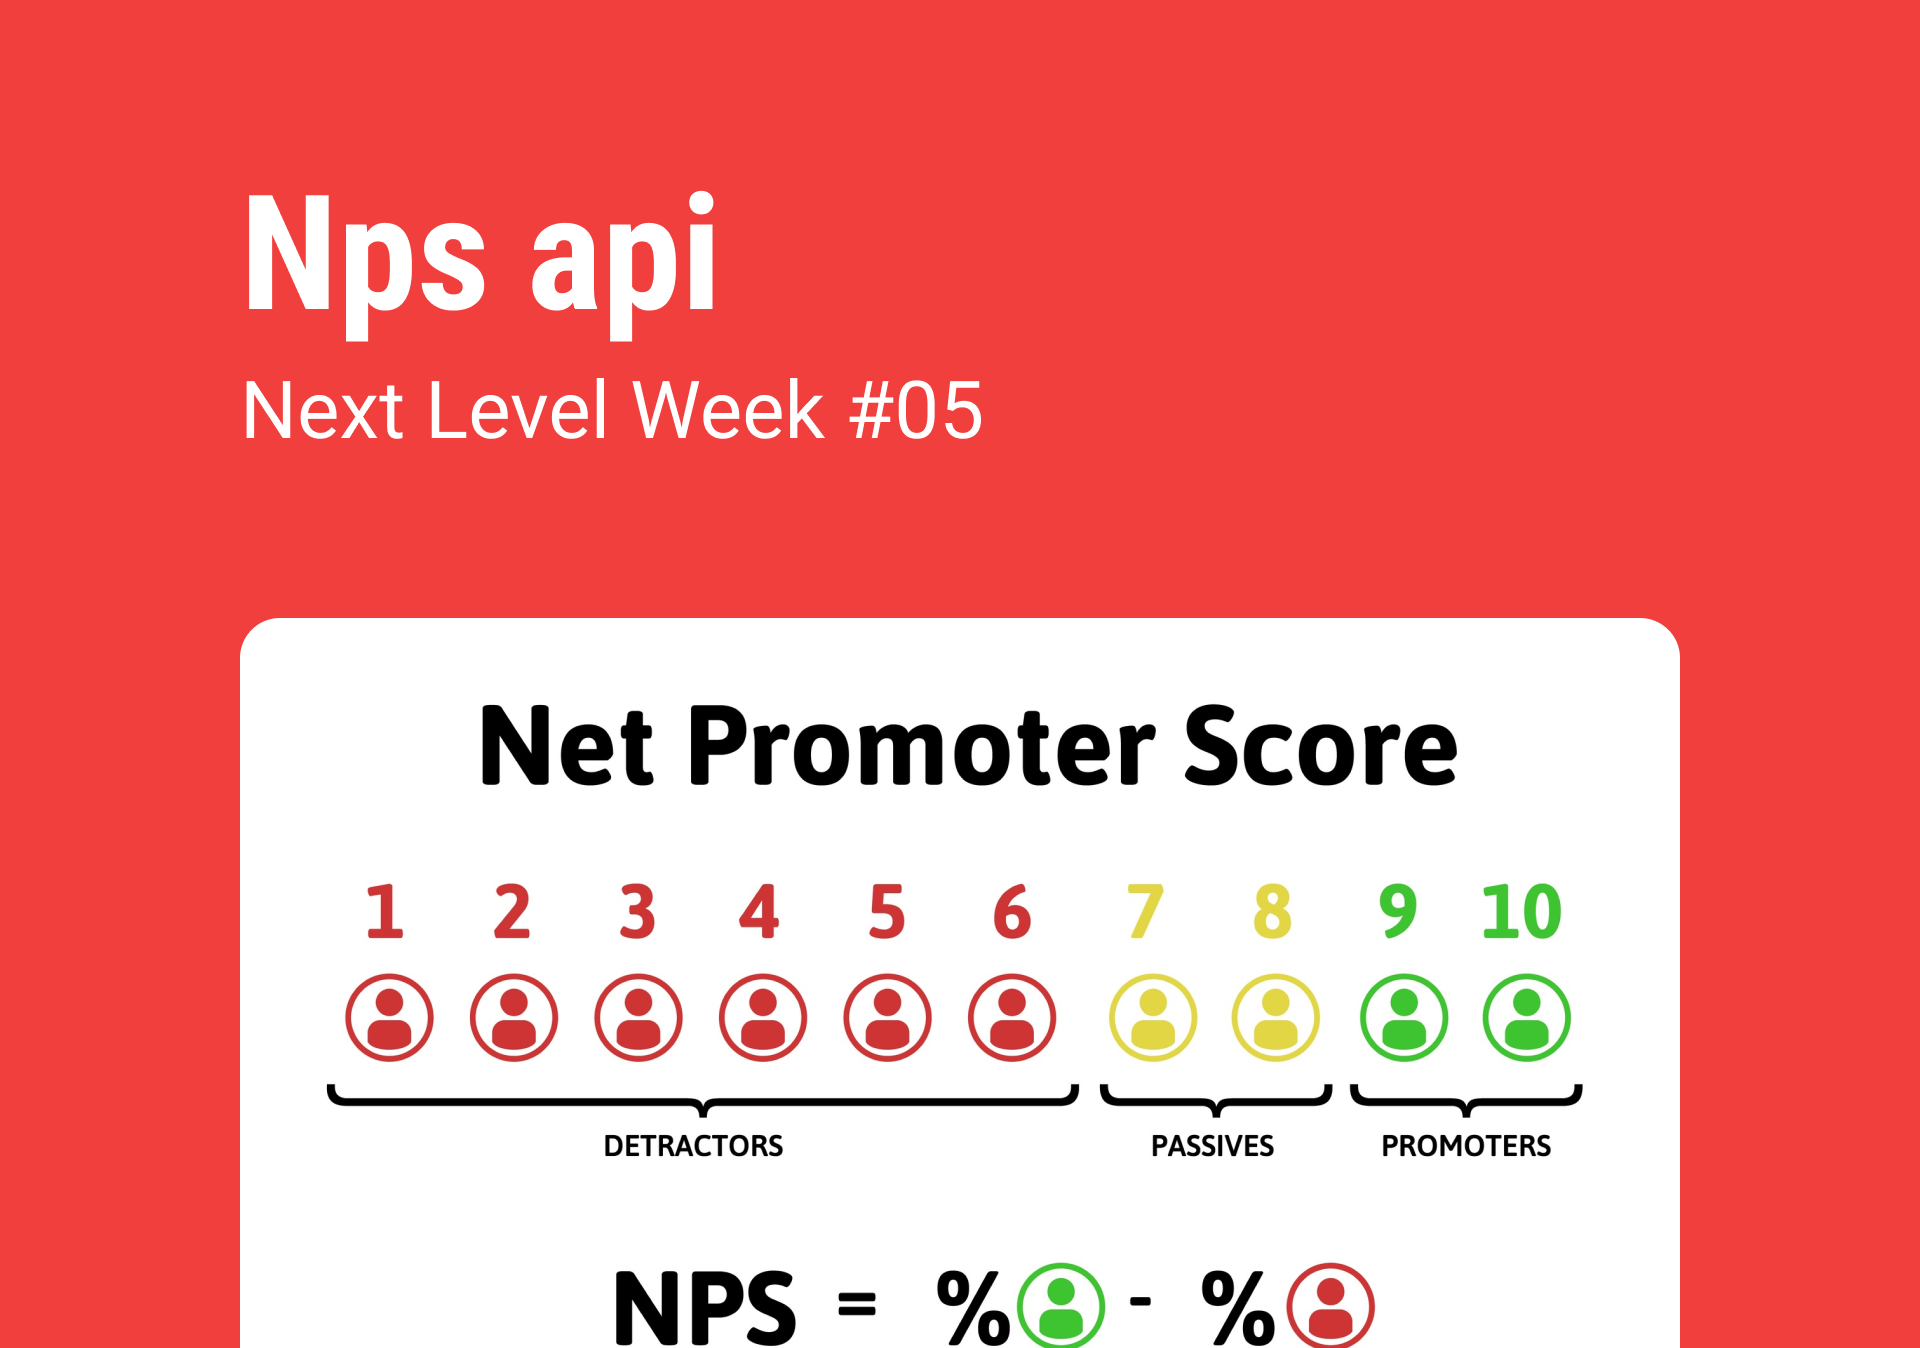 Nps api
Next Level Week #05
Net Promoter Score
1 2 3 4 5 6 7 8 9 10
DETRACTORS PASSIVES PROMOTERS
NPS = % - %